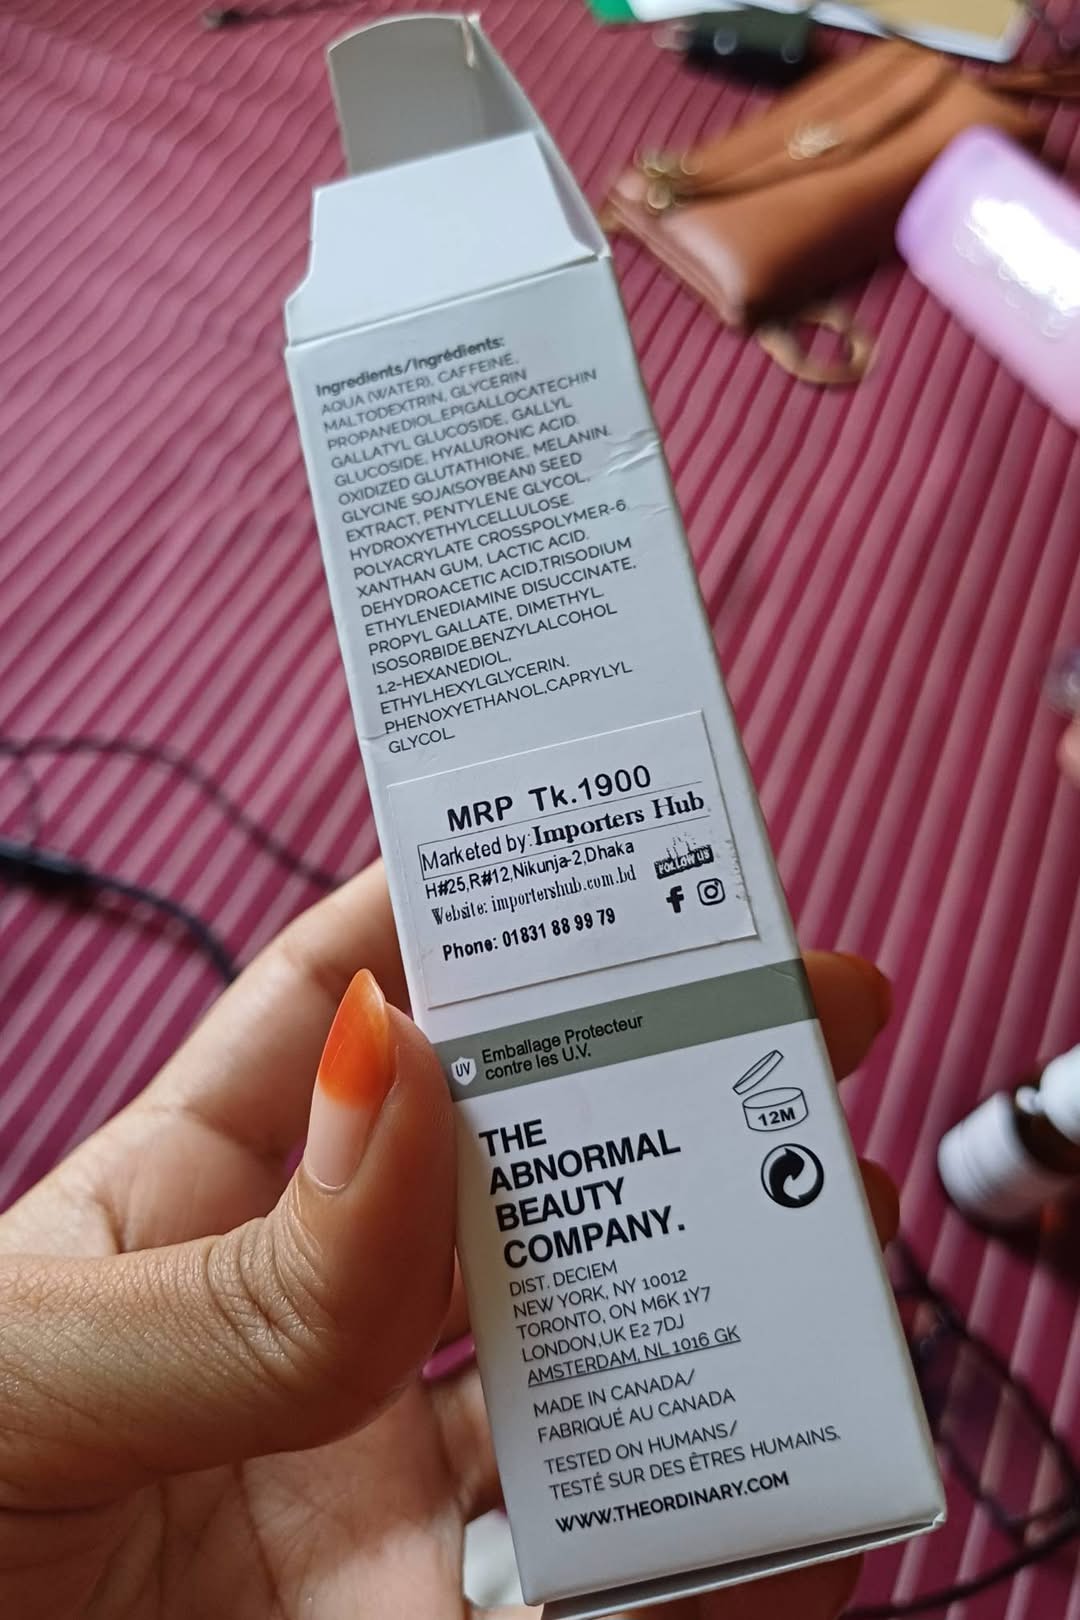 Ingredients/Ingrédients:
AQUA (WATER), CAFFEINE,
MALTODEXTRIN, GLYCERIN
PROPANEDIOL,EPIGALLOCATECHIN
GALLATYL GLUCOSIDE, GALLYL
GLUCOSIDE, HYALURONIC ACID.
OXIDIZED GLUTATHIONE, MELANIN.
GLYCINE SOJA(SOYBEAN) SEED
EXTRACT, PENTYLENE GLYCOL,
HYDROXYETHYLCELLULOSE.
POLYACRYLATE CROSSPOLYMER-6.
XANTHAN GUM, LACTIC ACID.
DEHYDROACETIC ACID,TRISODIUM
ETHYLENEDIAMINE DISUCCINATE,
PROPYL GALLATE, DIMETHYL.
ISOSORBIDE,BENZYLALCOHOL
1,2-HEXANEDIOL,
ETHYLHEXYLGLYCERIN.
PHENOXYETHANOL,CAPRYLYL
GLYCOL.
MRP Tk.1900
Marketed by:Importers Hub
H#25,R#12,Nikunja-2,Dhaka
Website: importershub.com.bd
FOLLOW US
Phone: 01831 88 99 79
UV Emballage Protecteur
contre les U.V.
12M
THE
ABNORMAL
BEAUTY
COMPANY.
DIST. DECIEM
NEW YORK, NY 10012
TORONTO, ON M6K 1Y7
LONDON,UK E2 7DJ
AMSTERDAM, NL 1016 GK
MADE IN CANADA/
FABRIQUÉ AU CANADA
TESTED ON HUMANS/
TESTÉ SUR DES ÊTRES HUMAINS.
WWW.THEORDINARY.COM